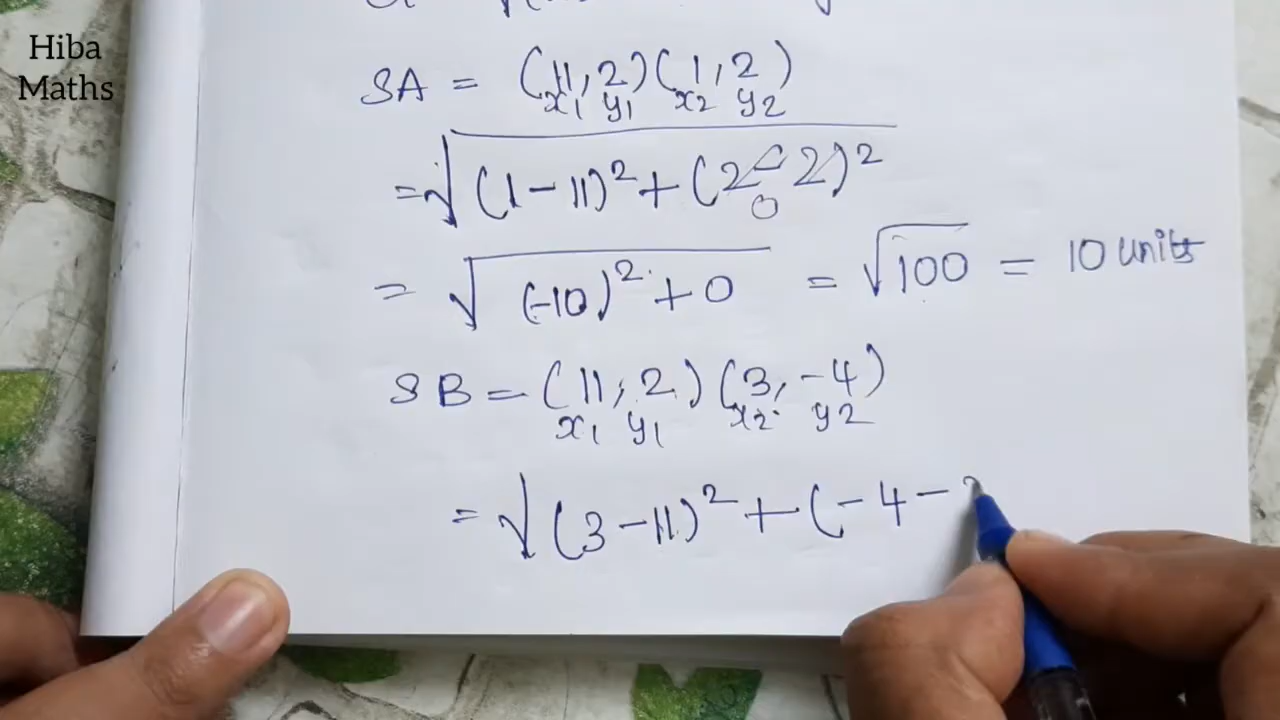 Hiba
Maths
SA = (11, 2) (1, 2)
x1 y1 x2 y2
= √(1 - 11)² + (2 - 2)²
0
= √(-10)² + 0 = √100 = 10 units
SB = (11, 2) (3, -4)
x1 y1 x2 y2
= √(3 - 11)² + (-4 -